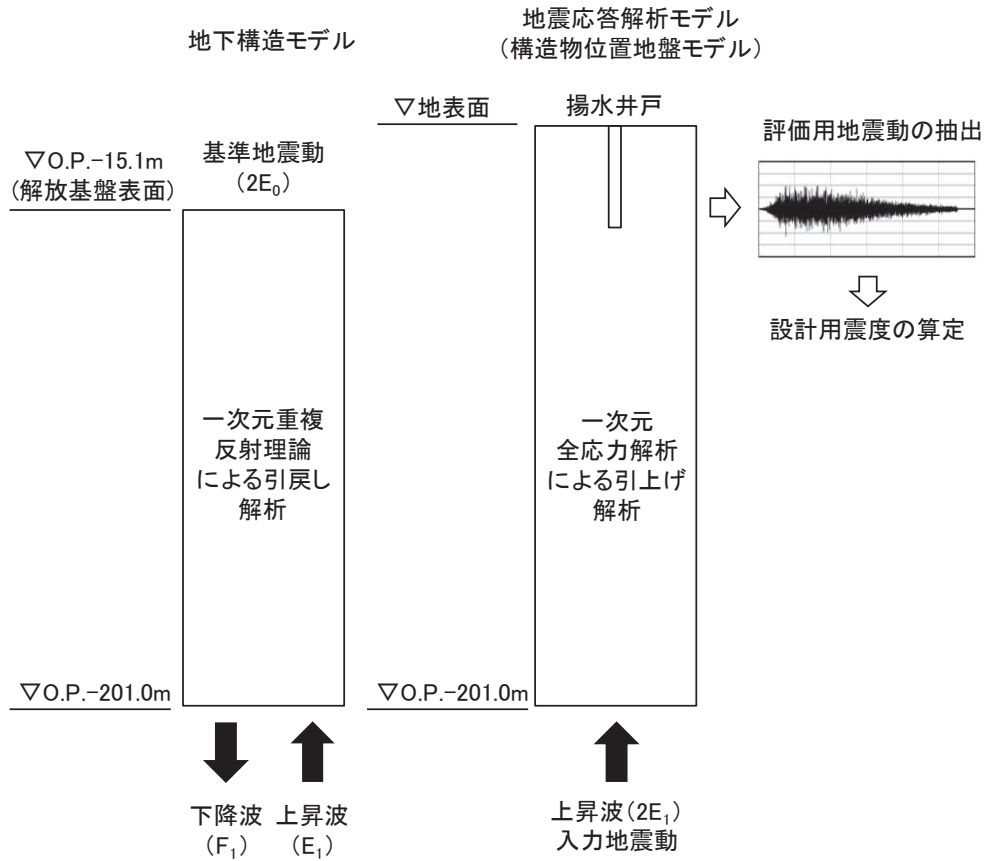 地下構造モデル
▽O.P.-15.1m
(解放基盤表面)
基準地震動
(2E₀)
一次元重複
反射理論
による引戻し
解析
▽O.P.-201.0m
下降波
(F₁)
上昇波
(E₁)
地震応答解析モデル
(構造物位置地盤モデル)
▽地表面
揚水井戸
一次元
全応力解析
による引上げ
解析
▽O.P.-201.0m
上昇波(2E₁)
入力地震動
評価用地震動の抽出
設計用震度の算定